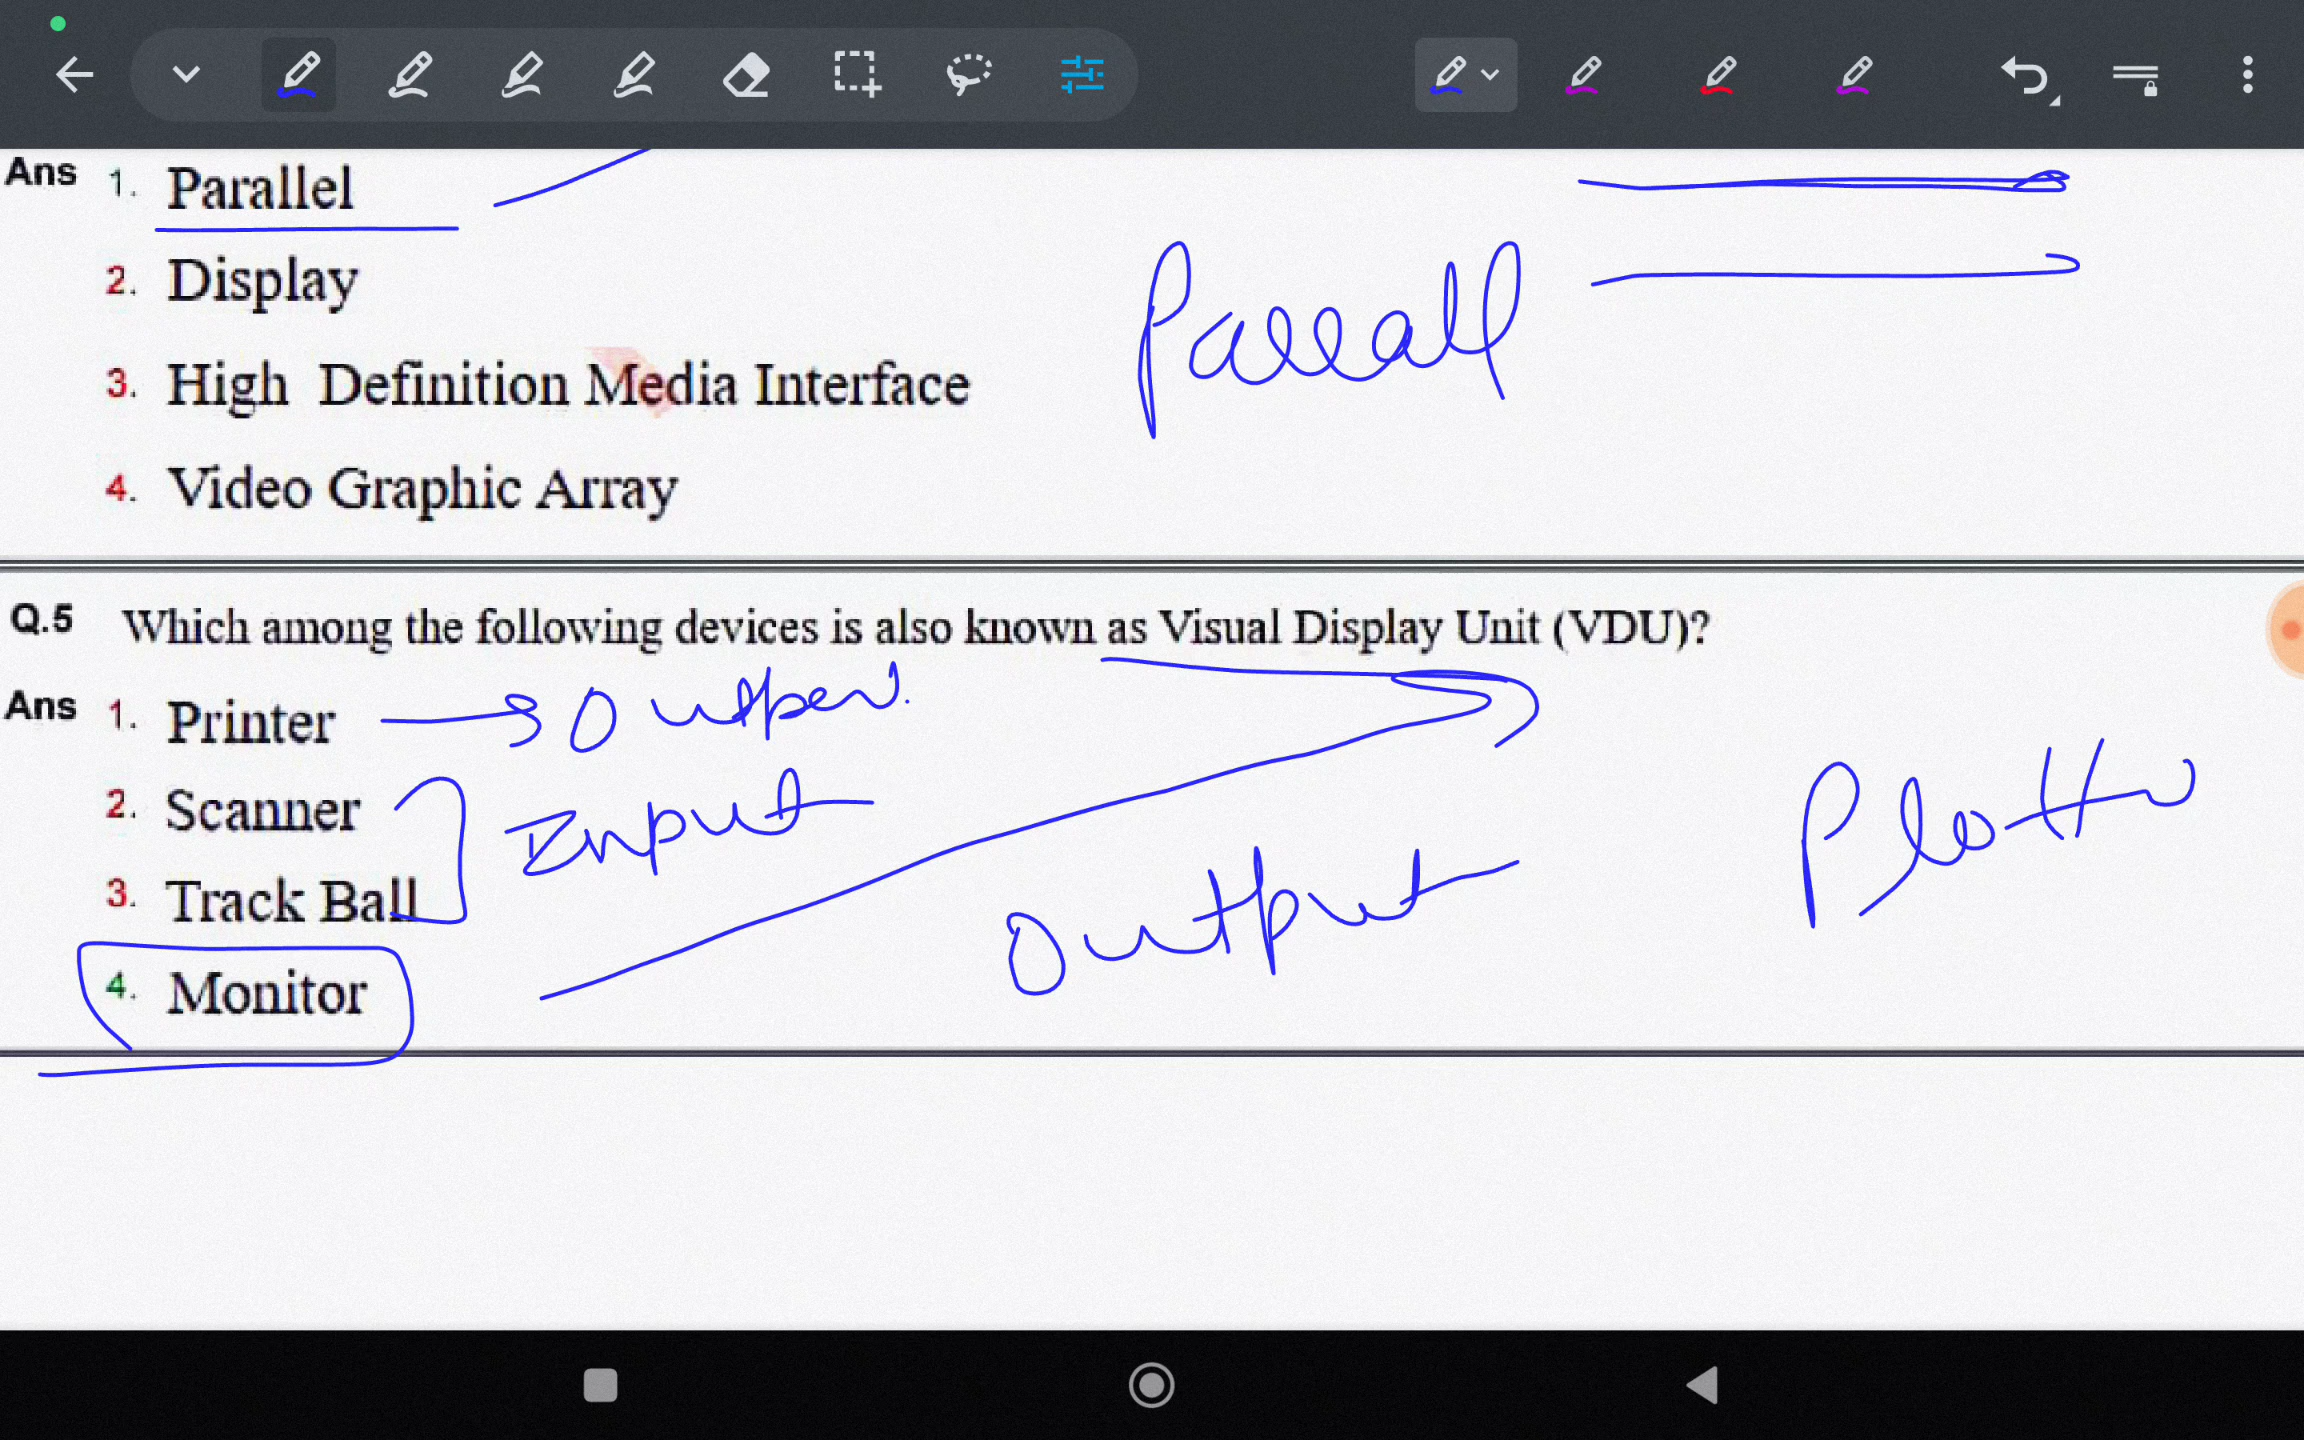 Ans 1. Parallel
2. Display
Parall
3. High Definition Media Interface
4. Video Graphic Array
Q.5 Which among the following devices is also known as Visual Display Unit (VDU)?
Ans 1. Printer
2. Scanner Input
3. Track Ball
Output
4. Monitor